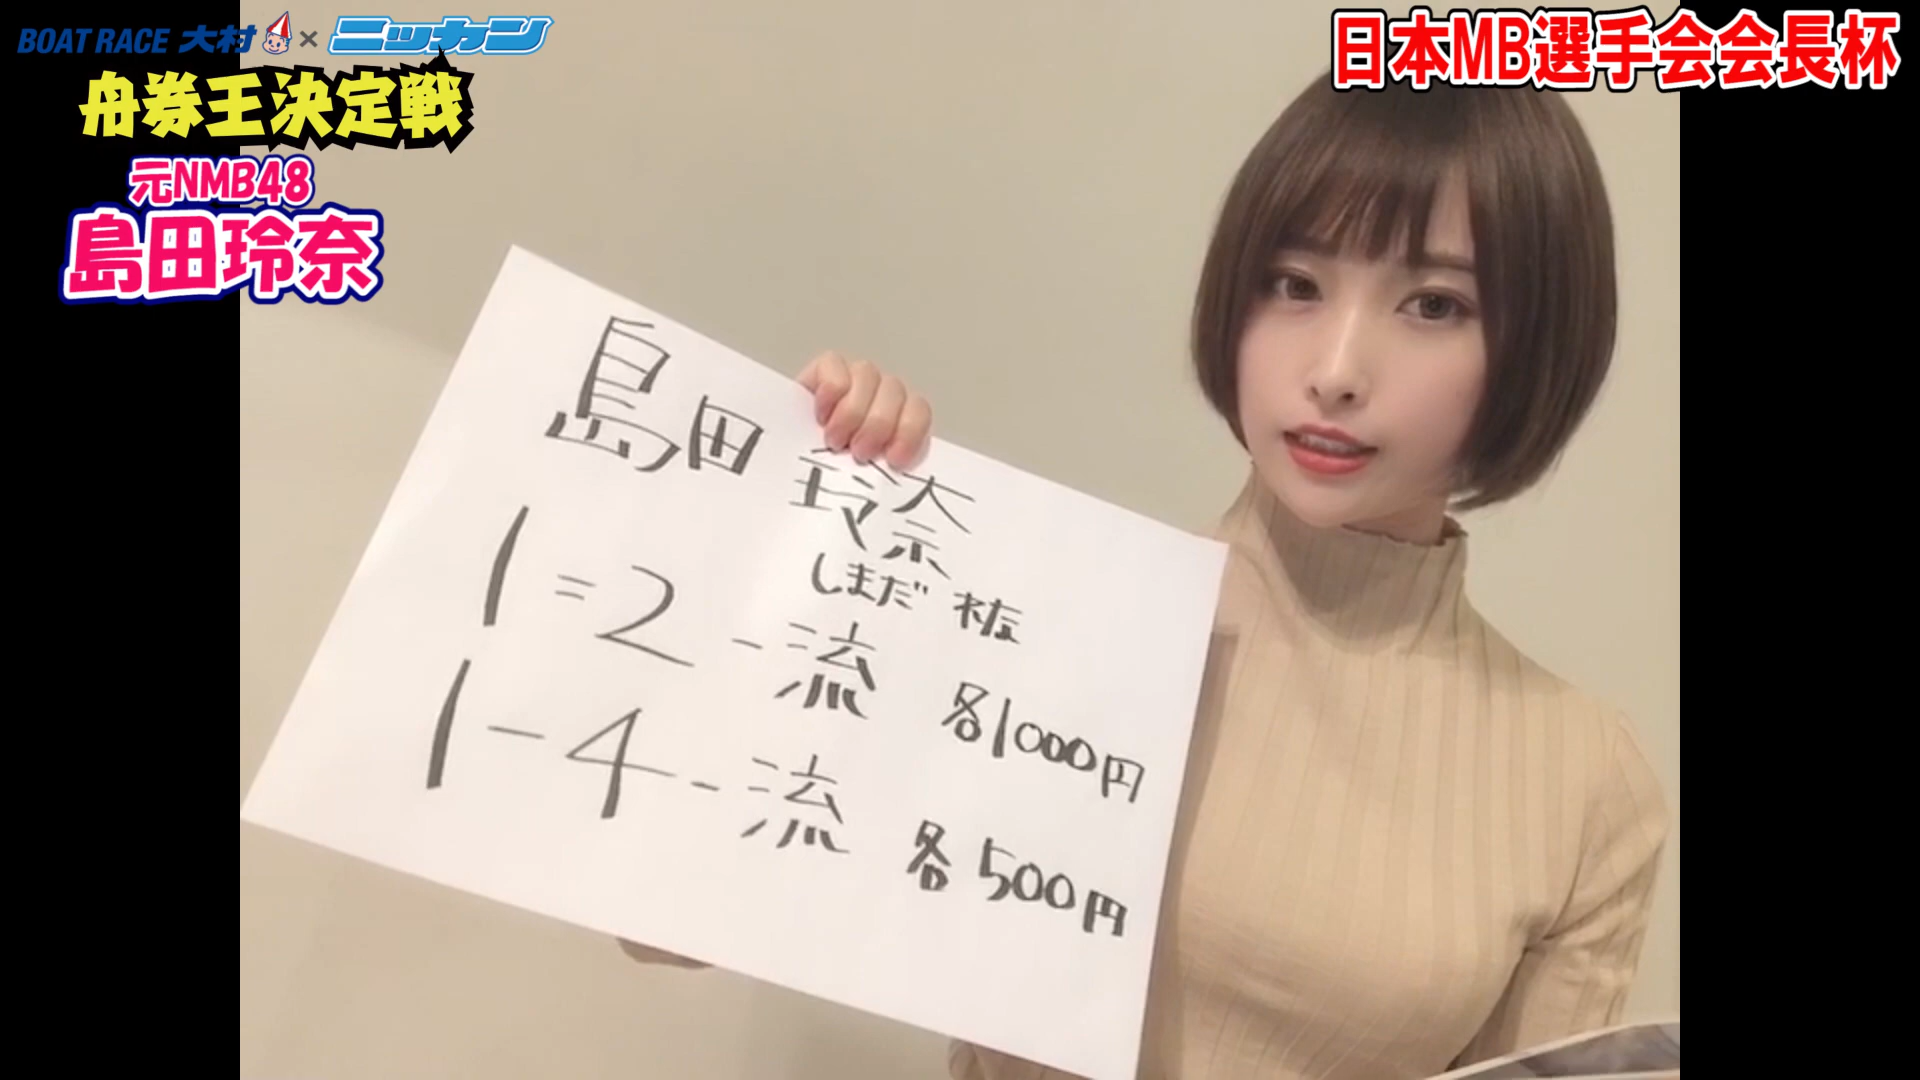 BOAT RACE 大村 × ニッカン
舟券王決定戦
元NMB48
島田玲奈
日本MB選手会会長杯
島田 玲奈
しまだ れな
1=2-流 各1000円
1-4-流 各500円